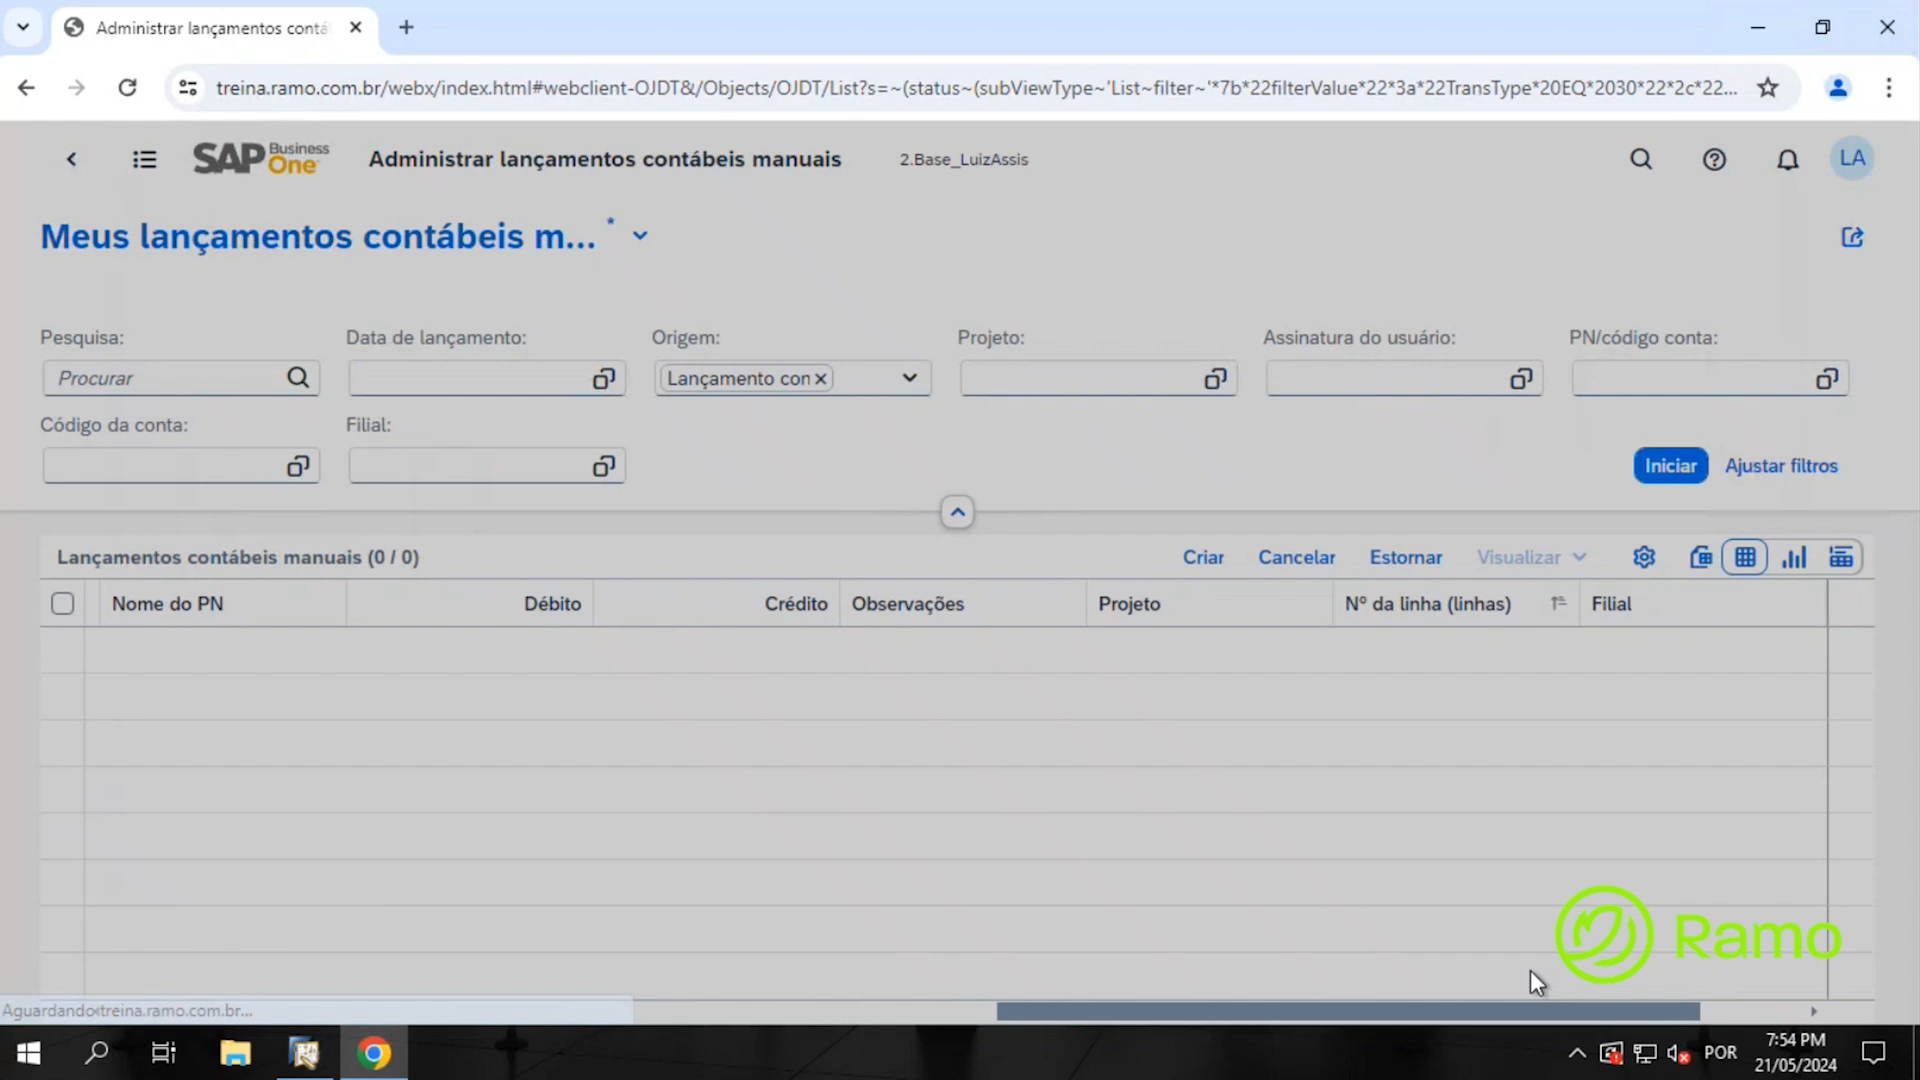 Administrar lançamentos contá
treina.ramo.com.br/webx/index.html#webclient-OJDT&/Objects/OJDT/List?s=~(status~(subViewType~'List~filter~'*7b*22filterValue*22*3a*22TransType*20EQ*2030*22*2c*22...
SAP Business One
Administrar lançamentos contábeis manuais
2.Base_LuizAssis
LA
Meus lançamentos contábeis m... *
Pesquisa:
Data de lançamento:
Origem:
Projeto:
Assinatura do usuário:
PN/código conta:
Procurar
Lançamento con
Código da conta:
Filial:
Iniciar
Ajustar filtros
Lançamentos contábeis manuais (0 / 0)
Criar
Cancelar
Estornar
Visualizar
Nome do PN
Débito
Crédito
Observações
Projeto
Nº da linha (linhas)
Filial
Ramo
Aguardando treina.ramo.com.br...
POR
7:54 PM
21/05/2024